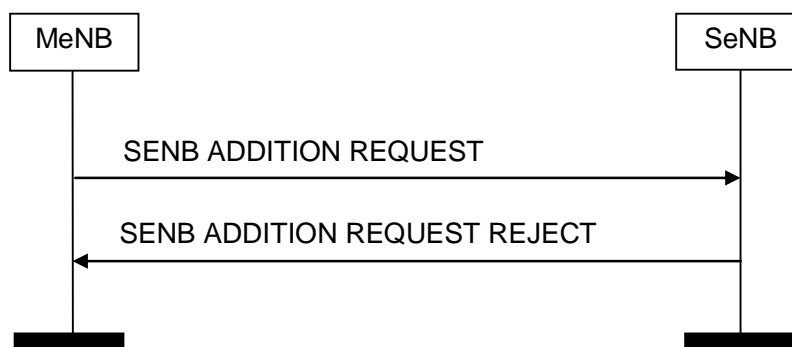 MeNB
SeNB
SENB ADDITION REQUEST
SENB ADDITION REQUEST REJECT